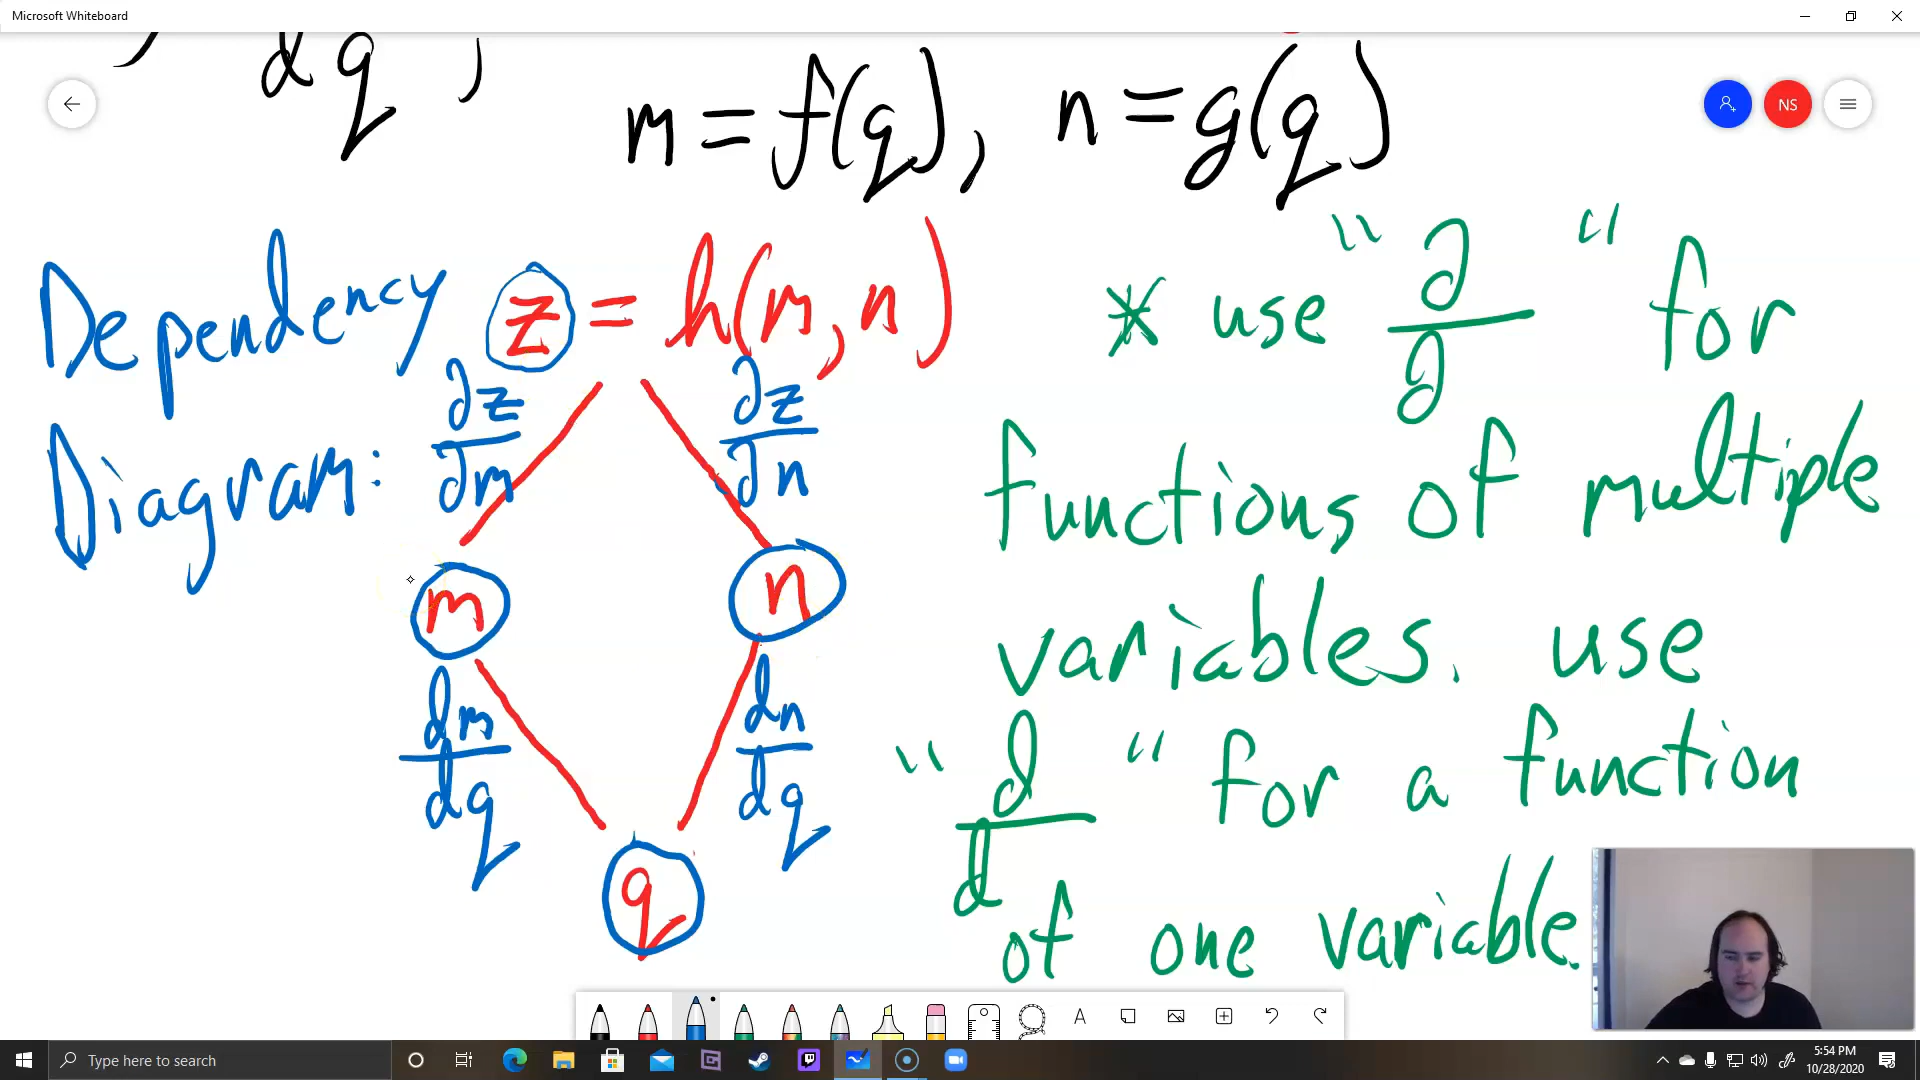 Microsoft Whiteboard
dq ,
m = f(q), n = g(q)
NS
Dependency
Diagram:
z = h(m, n)
∂z/∂m
∂z/∂n
m
n
dm/dq
dn/dq
q
* use "∂/∂" for
functions of multiple
variables. use
"d/d" for a function
of one variable.
A
Type here to search
5:54 PM
10/28/2020